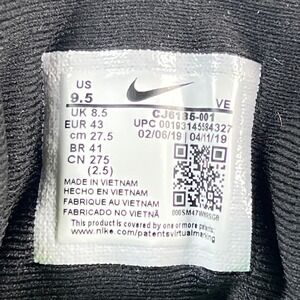 US
9.5 VE
UK 8.5 CJ6135-001
EUR 43 UPC 00193145584327
cm 27.5 02/06/19 04/11/19
BR 41
CN 275
(2.5)
MADE IN VIETNAM
HECHO EN VIETNAM
FABRIQUE AU VIETNAM
FABRICADO NO VIETNÃ
This product is covered by one or more
www.nike.com/patentsvirtualmarking